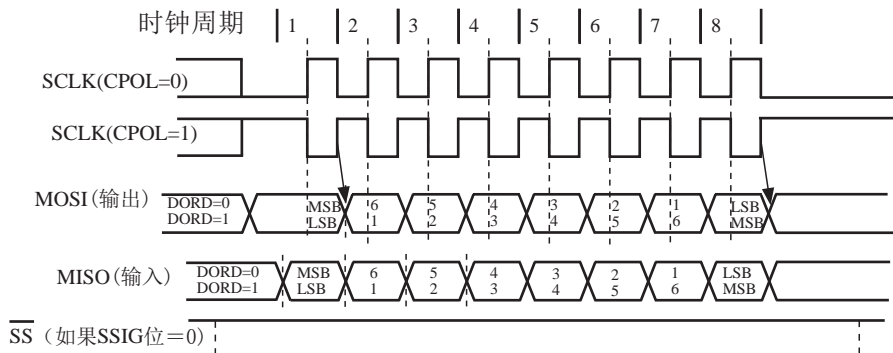 时钟周期 1 2 3 4 5 6 7 8
SCLK(CPOL=0)
SCLK(CPOL=1)
MOSI(输出) DORD=0 MSB 6 5 4 3 2 1 LSB
DORD=1 LSB 1 2 3 4 5 6 MSB
MISO(输入) DORD=0 MSB 6 5 4 3 2 1 LSB
DORD=1 LSB 1 2 3 4 5 6 MSB
SS（如果SSIG位＝0）